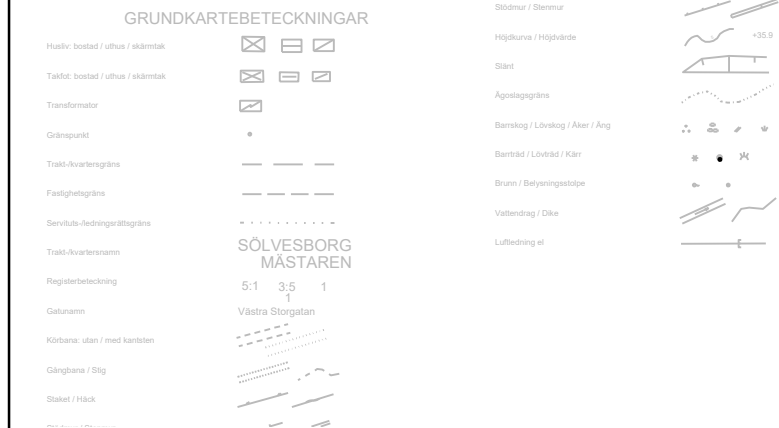 GRUNDKARTEBETECKNINGAR
Husliv: bostad / uthus / skärmtak
Takfot: bostad / uthus / skärmtak
Transformator
Gränspunkt
Trakt-/kvartersgräns
Fastighetsgräns
Servituts-/ledningsrättsgräns
Trakt-/kvartersnamn
SÖLVESBORG
MÄSTAREN
Registerbeteckning
5:1 3:5 1
1
Gatunamn
Västra Storgatan
Körbana: utan / med kantsten
Gångbana / Stig
Staket / Häck
Stödmur / Stenmur
Stödmur / Stenmur
Höjdkurva / Höjdvärde
+35.9
Slänt
Ägoslagsgräns
Barrskog / Lövskog / Åker / Äng
Barrträd / Lövträd / Kärr
Brunn / Belysningsstolpe
Vattendrag / Dike
Luftledning el